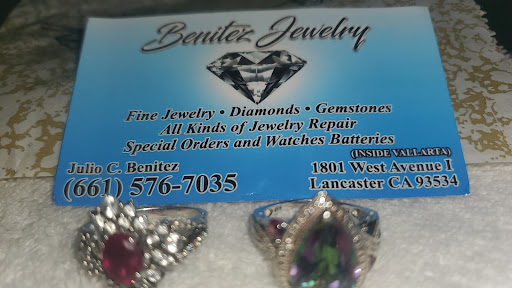 Benitez Jewelry
Fine Jewelry • Diamonds • Gemstones
All Kinds of Jewelry Repair
Special Orders and Watches Batteries
(INSIDE VALLARTA)
Julio C. Benitez
1801 West Avenue I
(661) 576-7035
Lancaster CA 93534